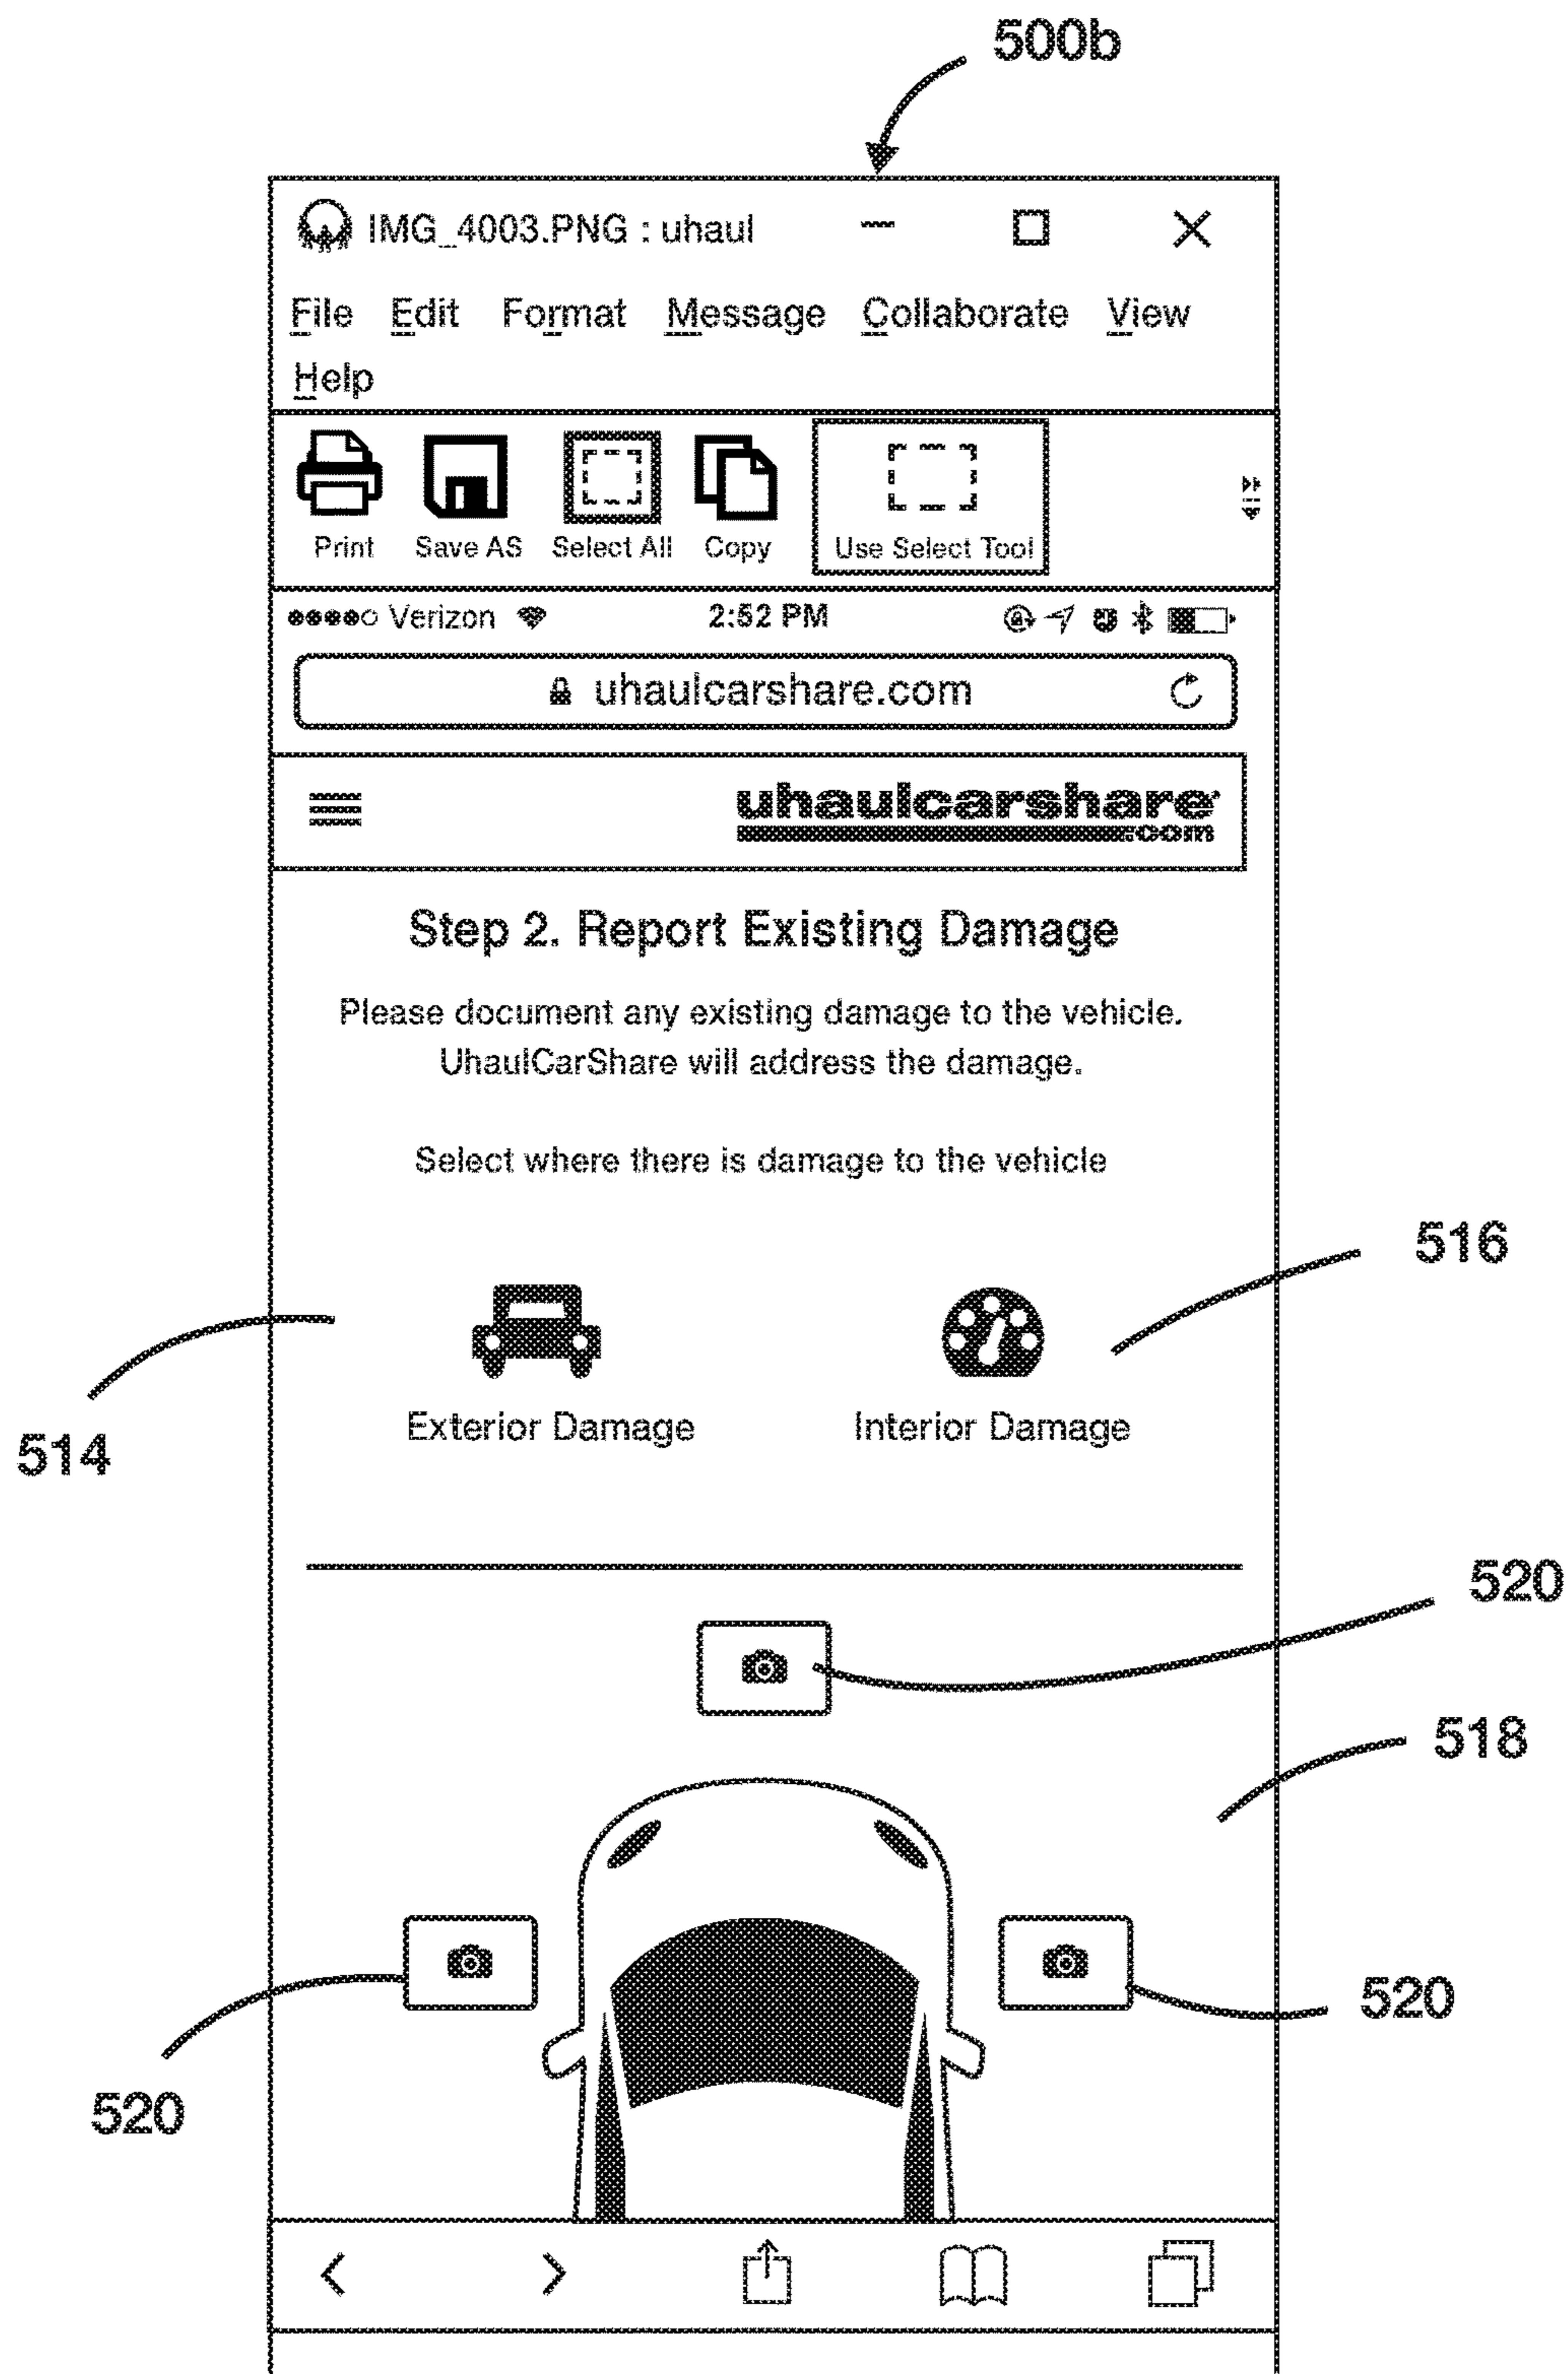 500b
IMG_4003.PNG : uhaul
File Edit Format Message Collaborate View
Help
Print Save AS Select All Copy Use Select Tool
Verizon 2:52 PM
uhaulcarshare.com
uhaulcarshare
.com
Step 2. Report Existing Damage
Please document any existing damage to the vehicle.
UhaulCarShare will address the damage.
Select where there is damage to the vehicle
516
514
Exterior Damage Interior Damage
520
518
520
520